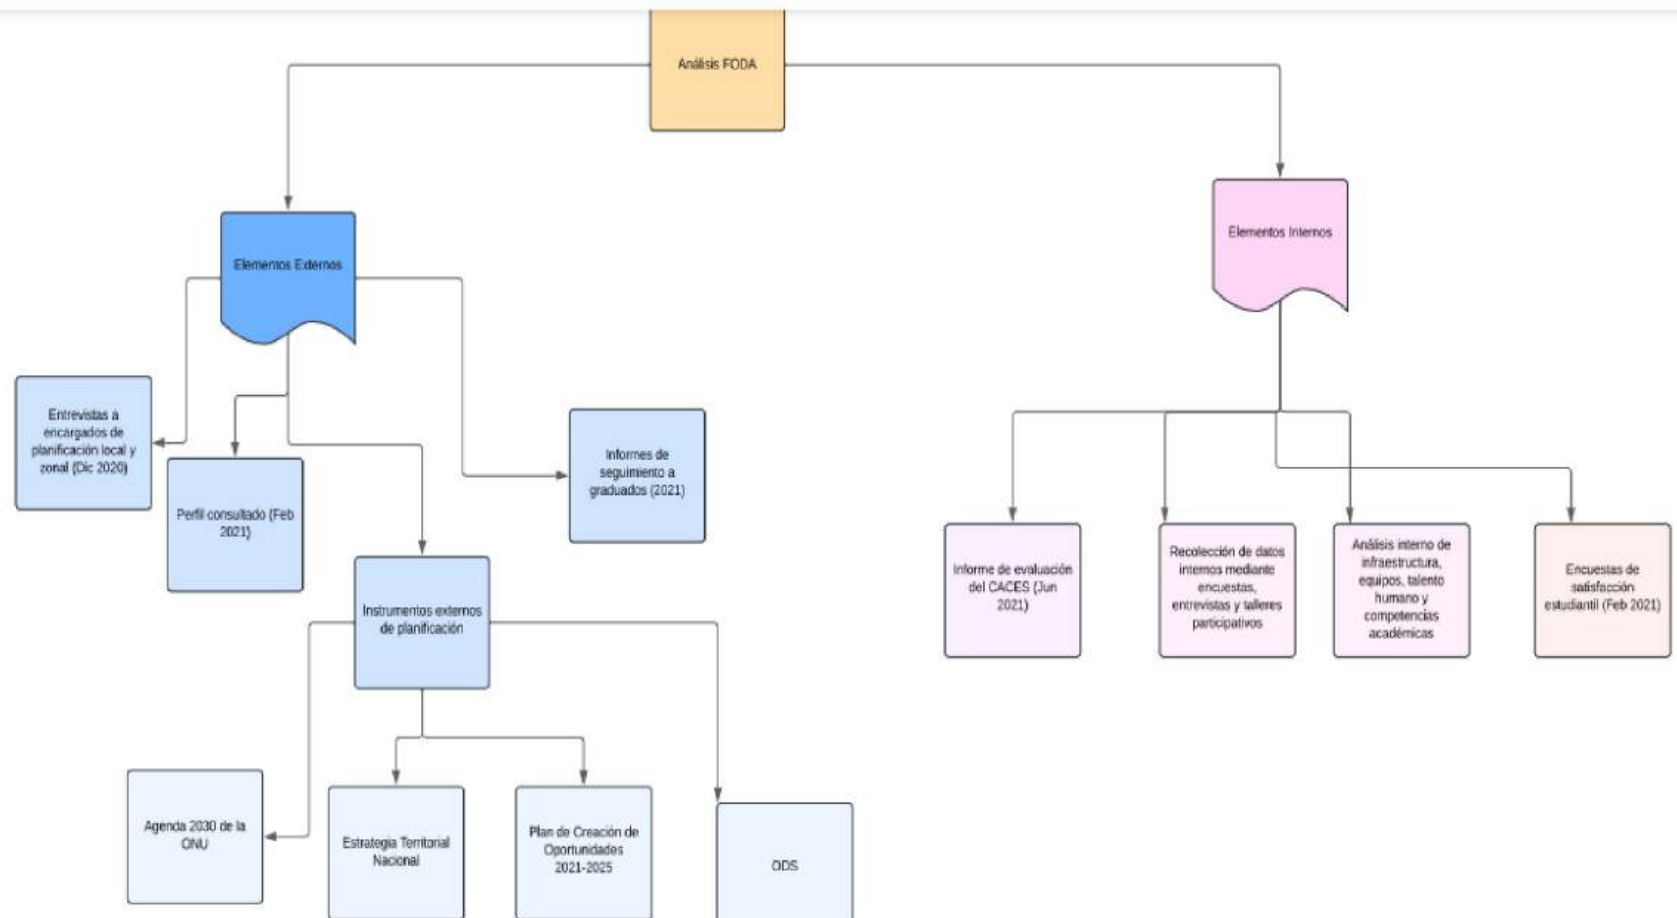 Análisis FODA
Elementos Internos
Elementos Externos
Entrevistas a
encargados de
planificación local y
zonal (Dic 2020)
Informes de
seguimiento a
graduados (2021)
Perfil consultado (Feb
2021)
Instrumentos externos
de planificación
Informe de evaluación
del CACES (Jun
2021)
Recolección de datos
internos mediante
encuestas,
entrevistas y talleres
participativos
Análisis interno de
infraestructura,
equipos, talento
humano y
competencias
académicas
Encuestas de
satisfacción
estudiantil (Feb 2021)
Agenda 2030 de la
ONU
Estrategia Territorial
Nacional
Plan de Creación de
Oportunidades
2021-2025
ODS